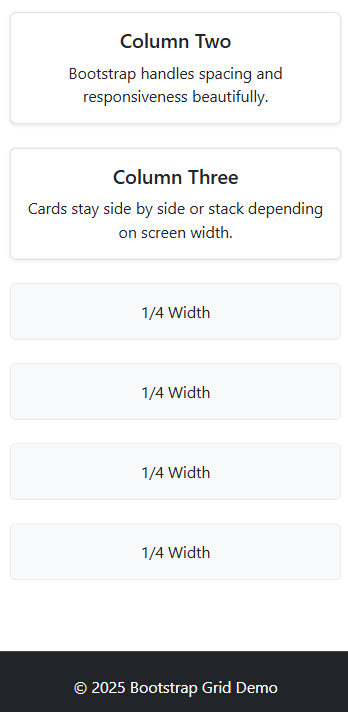 Column Two
Bootstrap handles spacing and
responsiveness beautifully.
Column Three
Cards stay side by side or stack depending
on screen width.
1/4 Width
1/4 Width
1/4 Width
1/4 Width
© 2025 Bootstrap Grid Demo